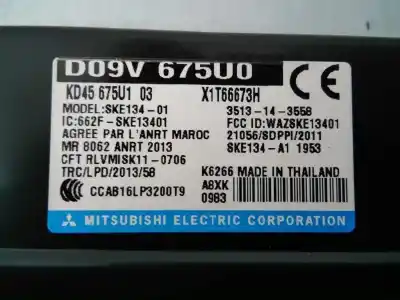 D09V 675U0
KD45 675U1 03 X1T66673H
MODEL:SKE134-01 3513-14-3558
IC:662F-SKE13401 FCC ID:WAZSKE13401
AGREE PAR L'ANRT MAROC 21056/SDPPI/2011
MR 8062 ANRT 2013 SKE134-A1 1953
CFT RLVMISK11-0706
TRC/LPD/2013/58 K6266 MADE IN THAILAND
CCC CCAB16LP3200T9 A8XK
0983
CE
MITSUBISHI ELECTRIC CORPORATION